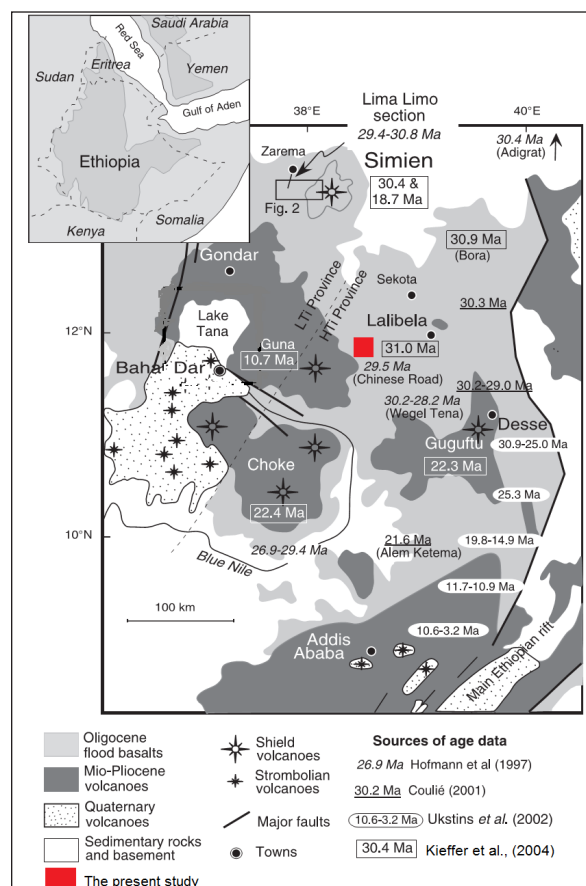 Saudi Arabia
Red Sea
Eritrea
Sudan
Yemen
Gulf of Aden
Ethiopia
Somalia
Kenya
38°E
40°E
Lima Limo
section
29.4-30.8 Ma
30.4 Ma
(Adigrat)
Zarema
Simien
30.4 &
18.7 Ma
Fig. 2
30.9 Ma
(Bora)
Gondar
LTi Province
HTi Province
Sekota
30.3 Ma
Lake
Tana
Lalibela
12°N
Guna
10.7 Ma
31.0 Ma
29.5 Ma
(Chinese Road)
Bahar Dar
30.2-29.0 Ma
30.2-28.2 Ma
(Wegel Tena)
Desse
Guguftu
30.9-25.0 Ma
22.3 Ma
Choke
22.4 Ma
25.3 Ma
10°N
21.6 Ma
(Alem Ketema)
19.8-14.9 Ma
26.9-29.4 Ma
Blue Nile
11.7-10.9 Ma
100 km
10.6-3.2 Ma
Addis
Ababa
Main Ethiopian rift
Oligocene
flood basalts
Mio-Pliocene
volcanoes
Quaternary
volcanoes
Sedimentary rocks
and basement
The present study
Shield
volcanoes
Strombolian
volcanoes
Major faults
Towns
Sources of age data
26.9 Ma Hofmann et al (1997)
30.2 Ma Coulié (2001)
10.6-3.2 Ma Ukstins et al. (2002)
30.4 Ma Kieffer et al., (2004)